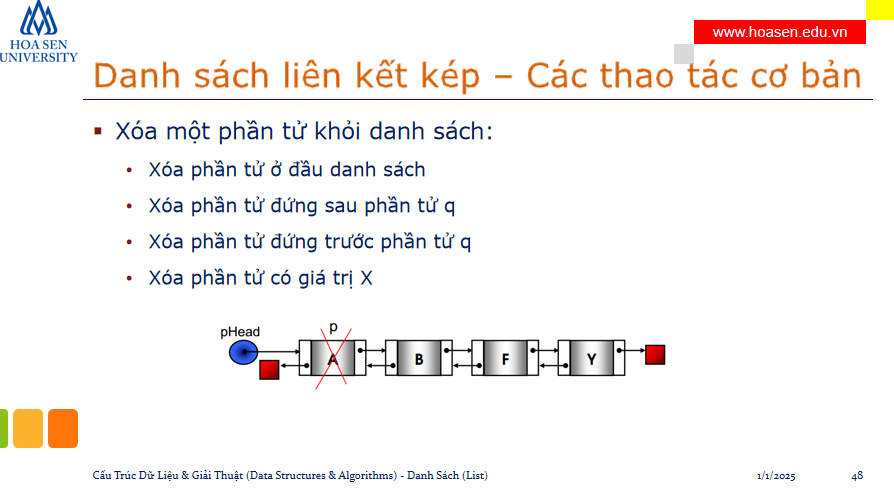 HOA SEN
UNIVERSITY
www.hoasen.edu.vn
Danh sách liên kết kép – Các thao tác cơ bản
Xóa một phần tử khỏi danh sách:
Xóa phần tử ở đầu danh sách
Xóa phần tử đứng sau phần tử q
Xóa phần tử đứng trước phần tử q
Xóa phần tử có giá trị X
pHead
p
A B F Y
Cấu Trúc Dữ Liệu & Giải Thuật (Data Structures & Algorithms) - Danh Sách (List) 1/1/2025 48